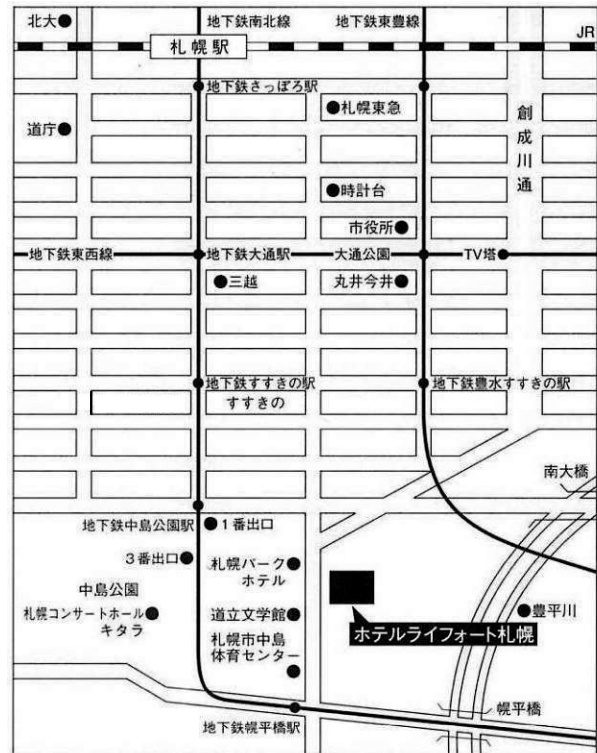 北大
地下鉄南北線
地下鉄東豊線
JR
札幌駅
地下鉄さっぽろ駅
札幌東急
道庁
創成川通
時計台
市役所
地下鉄東西線
地下鉄大通駅
大通公園
TV塔
三越
丸井今井
地下鉄すすきの駅
地下鉄豊水すすきの駅
すすきの
南大橋
地下鉄中島公園駅
1番出口
3番出口
札幌パーク
ホテル
中島公園
札幌コンサートホール
キタラ
道立文学館
豊平川
ホテルライフォート札幌
札幌市中島
体育センター
幌平橋
地下鉄幌平橋駅